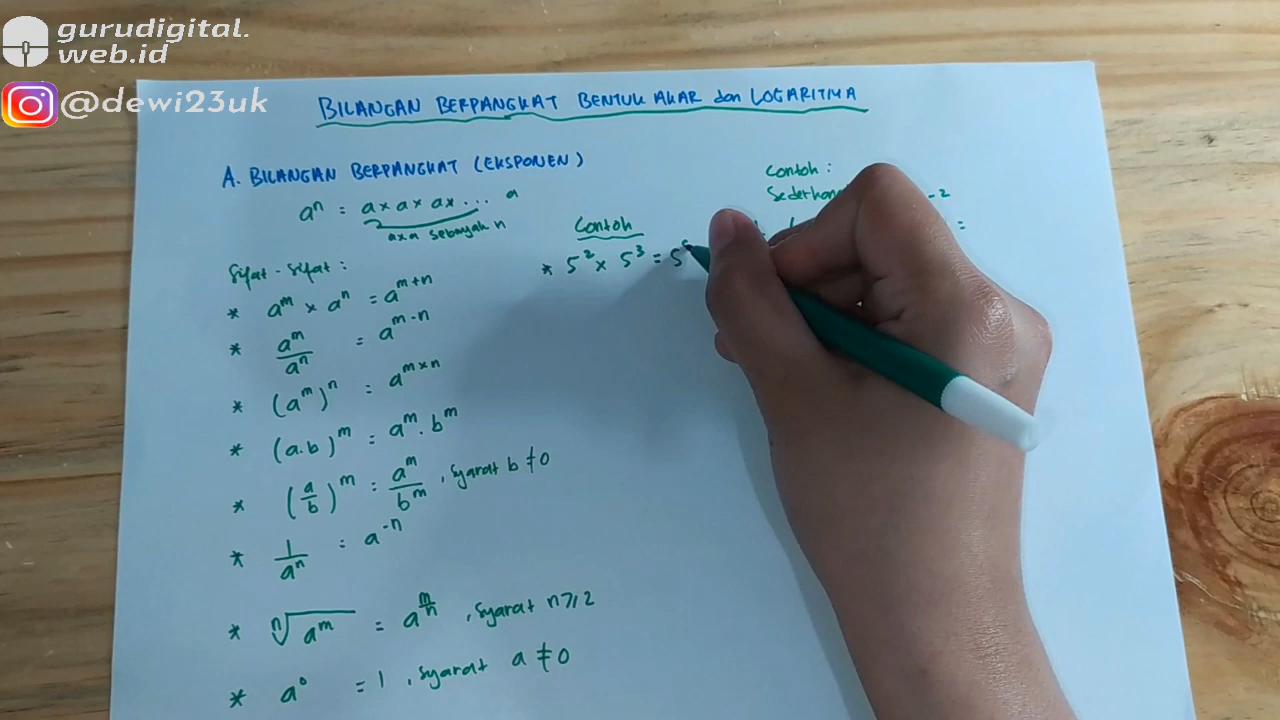 gurudigital.
web.id
@dewi23uk
BILANGAN BERPANGKAT BENTUK AKAR dan LOGARITMA
A. BILANGAN BERPANGKAT (EKSPONEN)
aⁿ = a x a x a x ... a
axa sebanyak n
Sifat-Sifat:
* aᵐ x aⁿ = aᵐ⁺ⁿ
* aᵐ/aⁿ = aᵐ⁻ⁿ
* (aᵐ)ⁿ = aᵐˣⁿ
* (a.b)ᵐ = aᵐ.bᵐ
* (a/b)ᵐ = aᵐ/bᵐ, Syarat b ≠ 0
* 1/aⁿ = a⁻ⁿ
* ⁿ√aᵐ = a^(m/n), Syarat n ≥ 2
* a⁰ = 1, Syarat a ≠ 0
Contoh
* 5² x 5³ = 5
Contoh:
-2
=